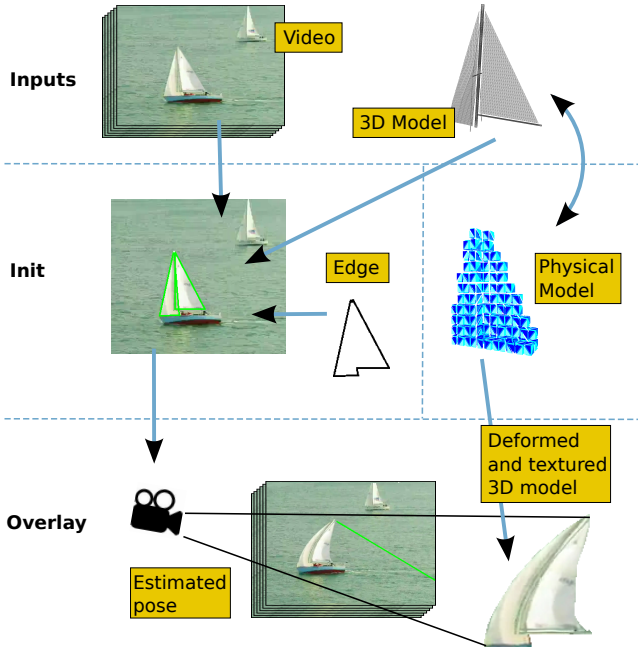 Video
Inputs
3D Model
Init
Edge
Physical
Model
Deformed
and textured
3D model
Overlay
Estimated
pose